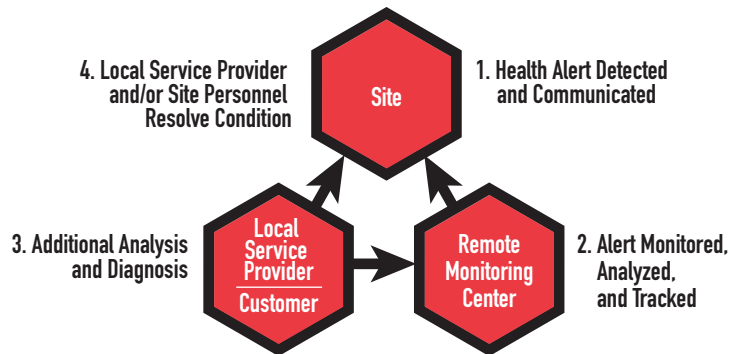 4. Local Service Provider
and/or Site Personnel
Resolve Condition
Site
1. Health Alert Detected
and Communicated
3. Additional Analysis
and Diagnosis
Local
Service
Provider
Customer
Remote
Monitoring
Center
2. Alert Monitored,
Analyzed,
and Tracked